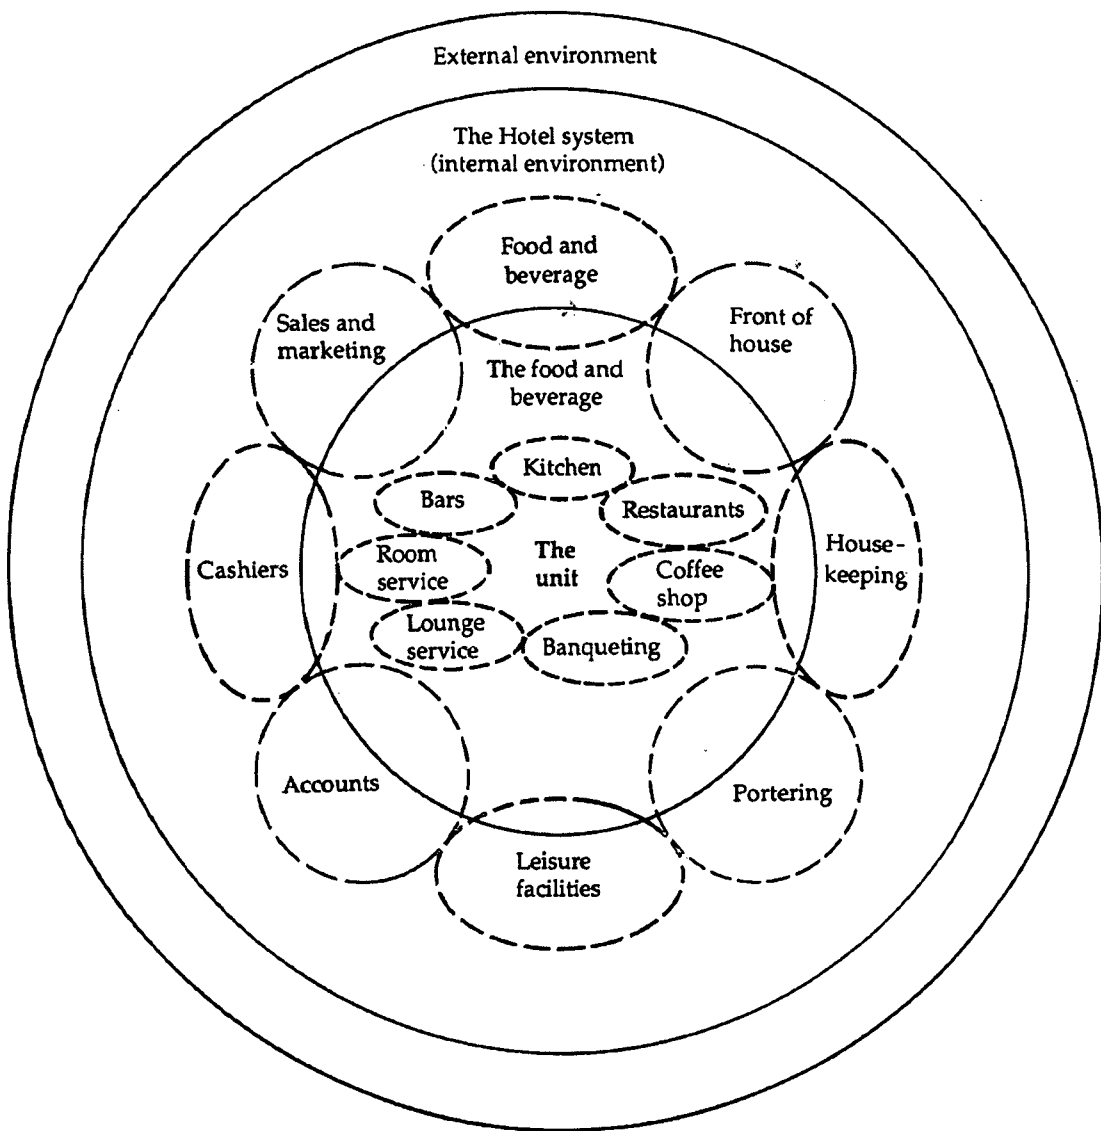 External environment
The Hotel system
(internal environment)
Food and
beverage
Sales and
marketing
Front of
house
The food and
beverage
Kitchen
Bars
Restaurants
The
unit
Room
service
Coffee
shop
Cashiers
House-
keeping
Lounge
service
Banqueting
Accounts
Portering
Leisure
facilities